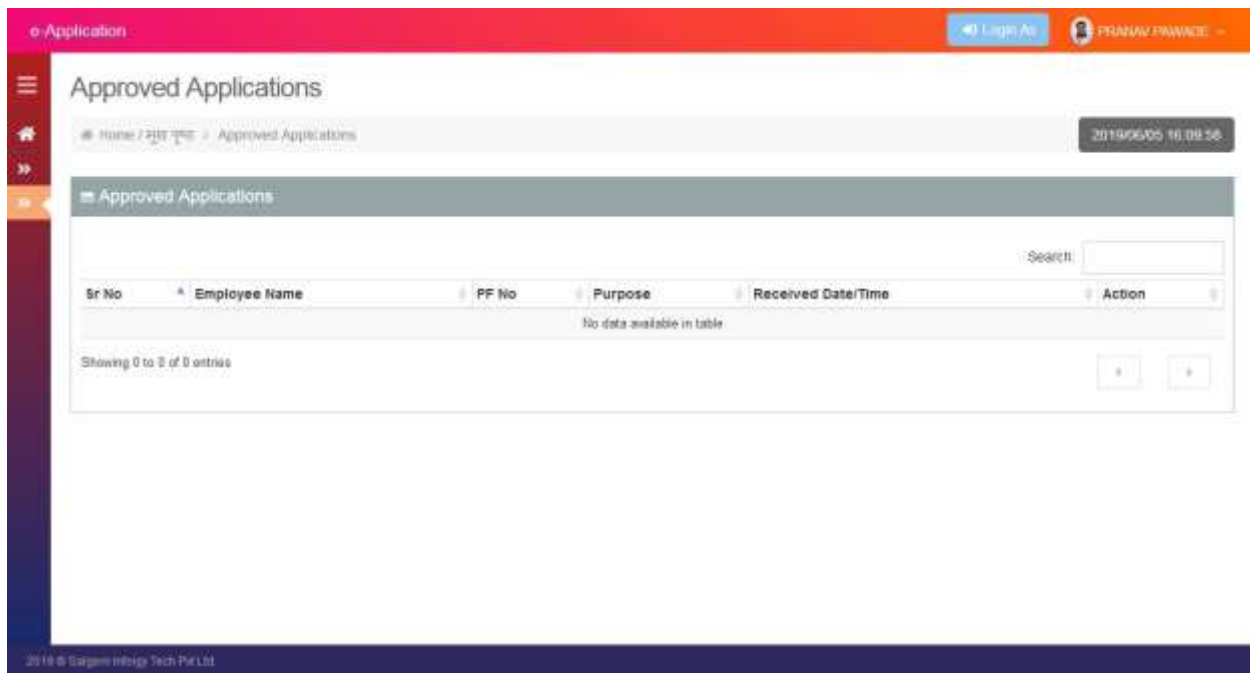 e-Application
Login As
PRANAV PAWADE
Approved Applications
Home / मुख्य पृष्ठ > Approved Applications
2019/06/05 16:09:58
Approved Applications
Search:
Sr No Employee Name PF No Purpose Received Date/Time Action
No data available in table
Showing 0 to 0 of 0 entries
Tech Pvt Ltd